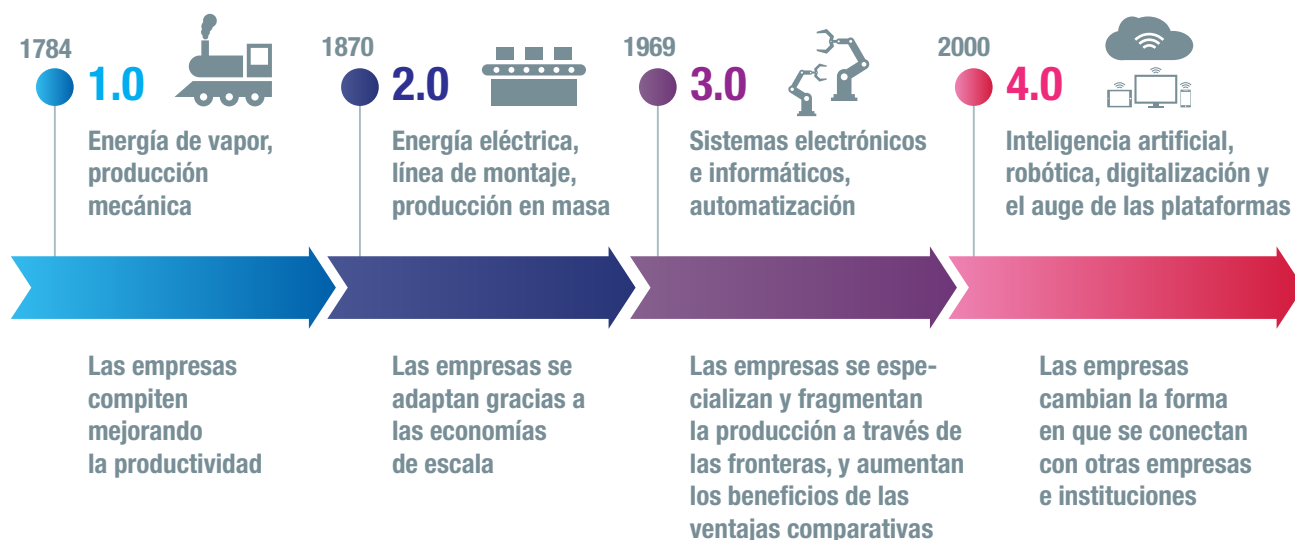 1784
1.0
Energía de vapor,
producción
mecánica
1870
2.0
Energía eléctrica,
línea de montaje,
producción en masa
1969
3.0
Sistemas electrónicos
e informáticos,
automatización
2000
4.0
Inteligencia artificial,
robótica, digitalización y
el auge de las plataformas
Las empresas
compiten
mejorando
la productividad
Las empresas se
adaptan gracias a
las economías
de escala
Las empresas se espe-
cializan y fragmentan
la producción a través de
las fronteras, y aumentan
los beneficios de las
ventajas comparativas
Las empresas
cambian la forma
en que se conectan
con otras empresas
e instituciones